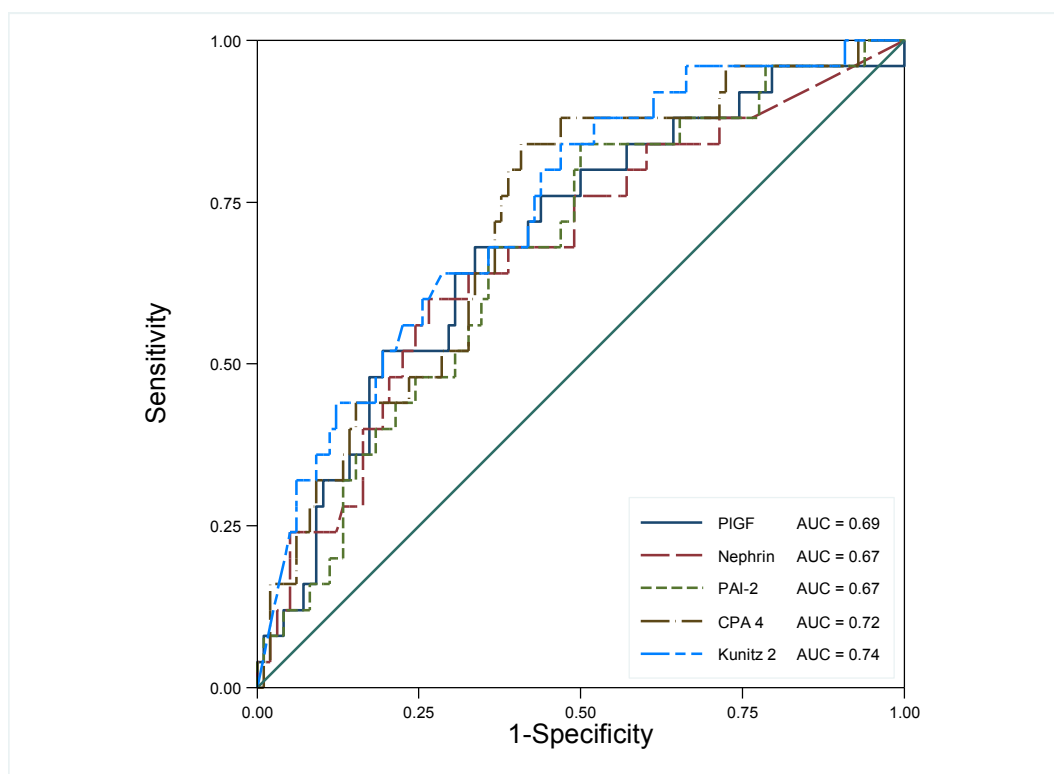 1.00
0.75
0.50
0.25
0.00
Sensitivity
PIGF AUC = 0.69
Nephrin AUC = 0.67
PAI-2 AUC = 0.67
CPA 4 AUC = 0.72
Kunitz 2 AUC = 0.74
0.00 0.25 0.50 0.75 1.00
1-Specificity